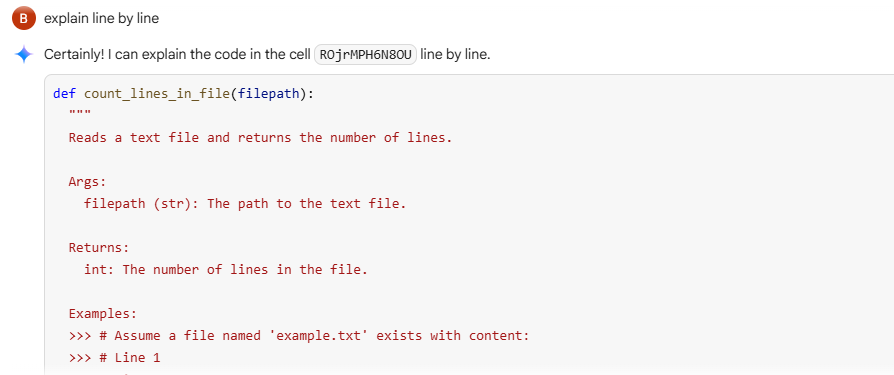 B explain line by line
Certainly! I can explain the code in the cell ROjrMPH6N8OU line by line.
def count_lines_in_file(filepath):
"""
Reads a text file and returns the number of lines.
Args:
filepath (str): The path to the text file.
Returns:
int: The number of lines in the file.
Examples:
>>> # Assume a file named 'example.txt' exists with content:
>>> # Line 1